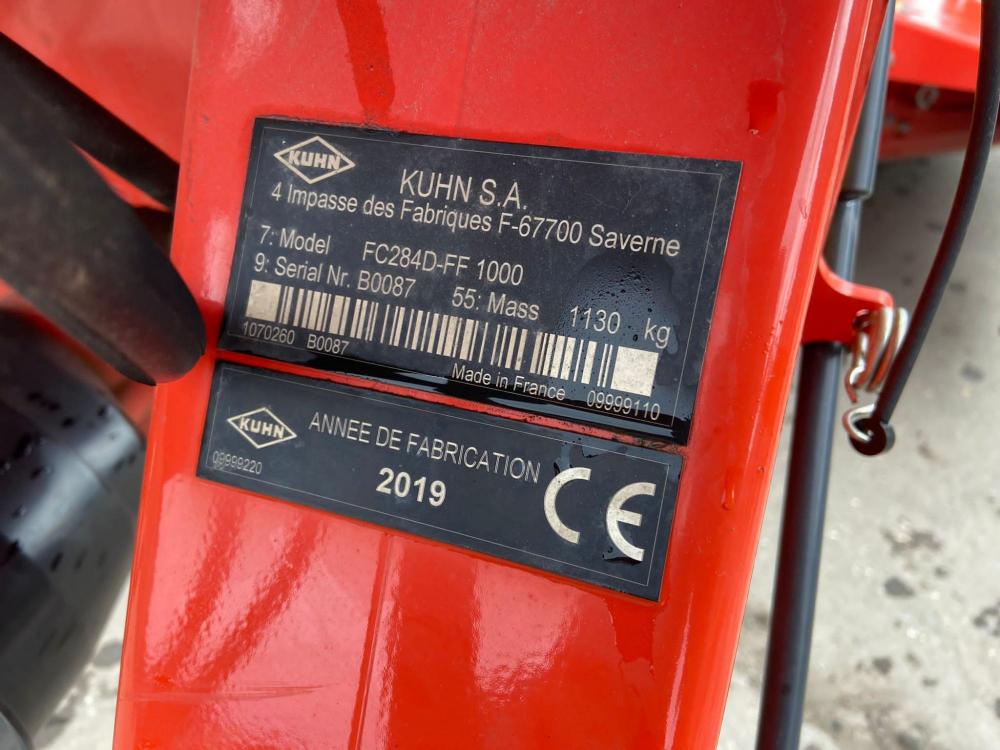 KUHN
KUHN S.A.
4 Impasse des Fabriques F-67700 Saverne
7: Model FC284D-FF 1000
9: Serial Nr. B0087 55: Mass 1130 kg
1070260 B0087
Made in France 09999110
KUHN
ANNEE DE FABRICATION
09999220
2019
CE